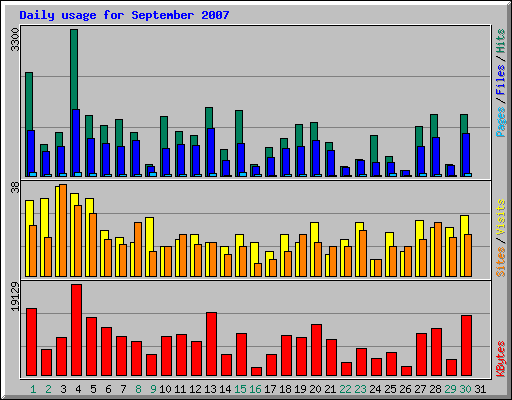 Daily usage for September 2007
3300
Pages / Files / Hits
38
Sites / Visits
19129
KBytes
1 2 3 4 5 6 7 8 9 10 11 12 13 14 15 16 17 18 19 20 21 22 23 24 25 26 27 28 29 30 31